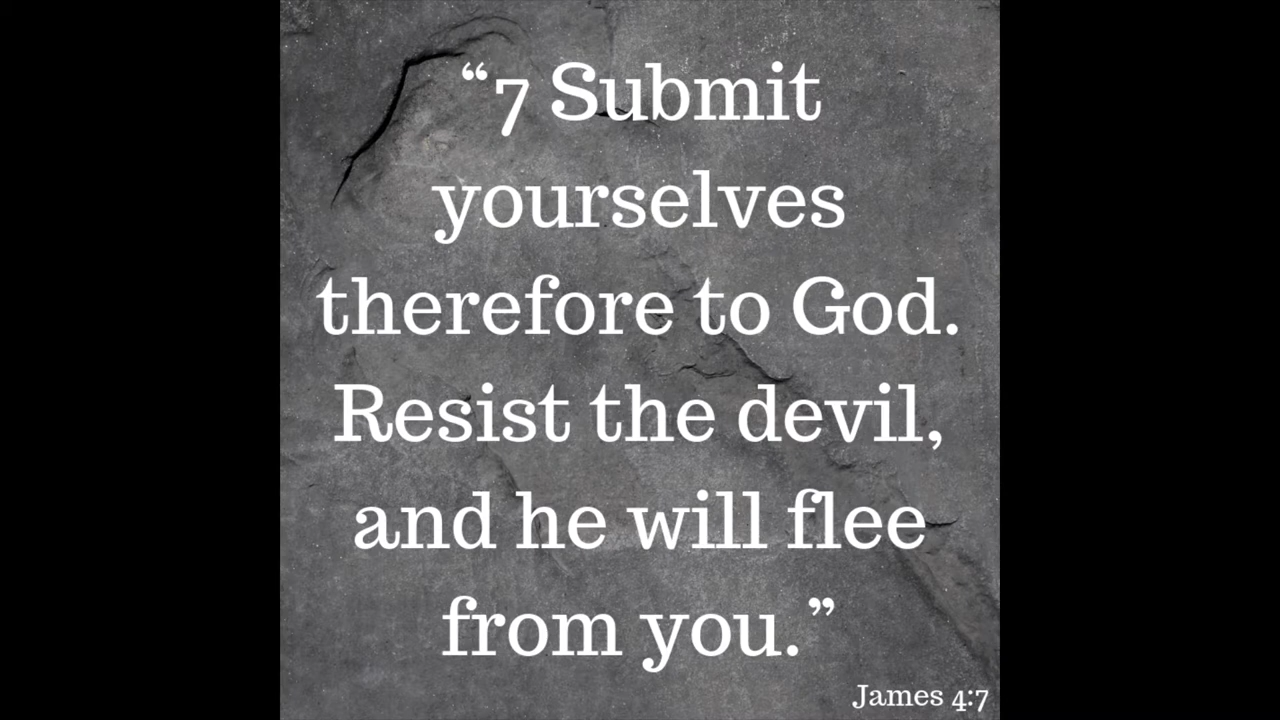 “7 Submit
yourselves
therefore to God.
Resist the devil,
and he will flee
from you.”
James 4:7